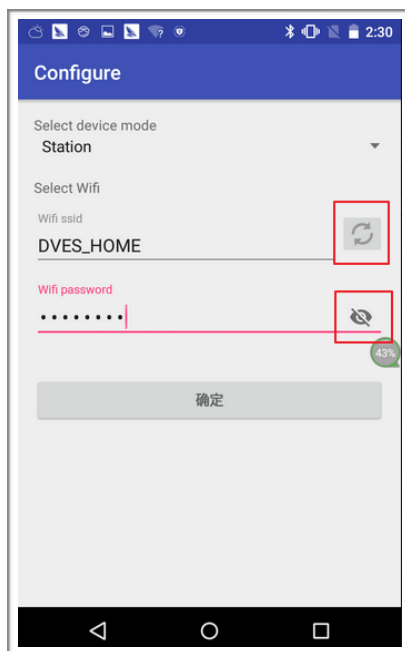 2:30
Configure
Select device mode
Station
Select Wifi
Wifi ssid
DVES_HOME
Wifi password
••••••••
43%
确定